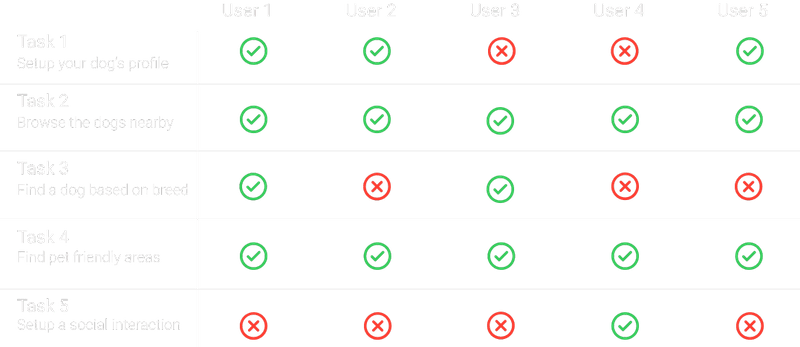 User 1 User 2 User 3 User 4 User 5
Task 1
Setup your dog's profile
Task 2
Browse the dogs nearby
Task 3
Find a dog based on breed
Task 4
Find pet friendly areas
Task 5
Setup a social interaction